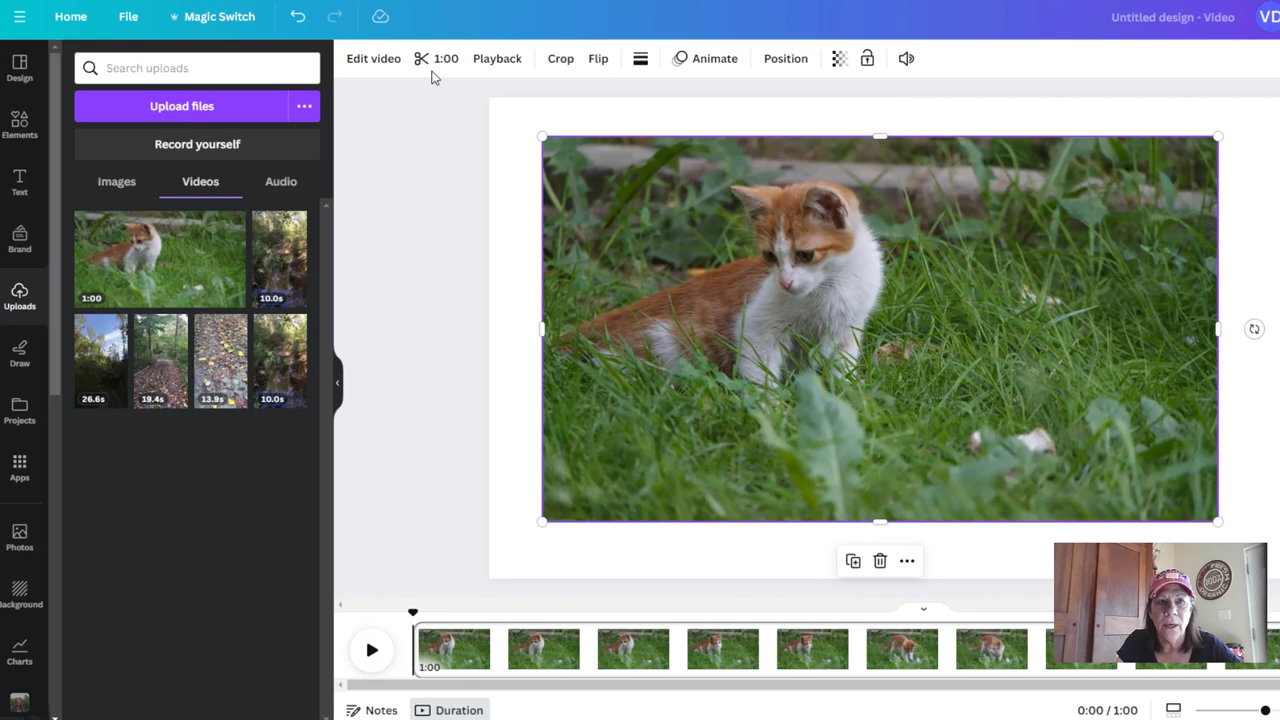 Home File Magic Switch Untitled design - Video VD
Design
Elements
Text
Brand
Uploads
Draw
Projects
Apps
Photos
Background
Charts
Search uploads
Upload files
Record yourself
Images Videos Audio
1:00
10.0s
26.6s
19.4s
13.9s
10.0s
Edit video 1:00 Playback Crop Flip Animate Position
FRESH
100%
ORGANIC
1:00
Notes Duration 0:00 / 1:00